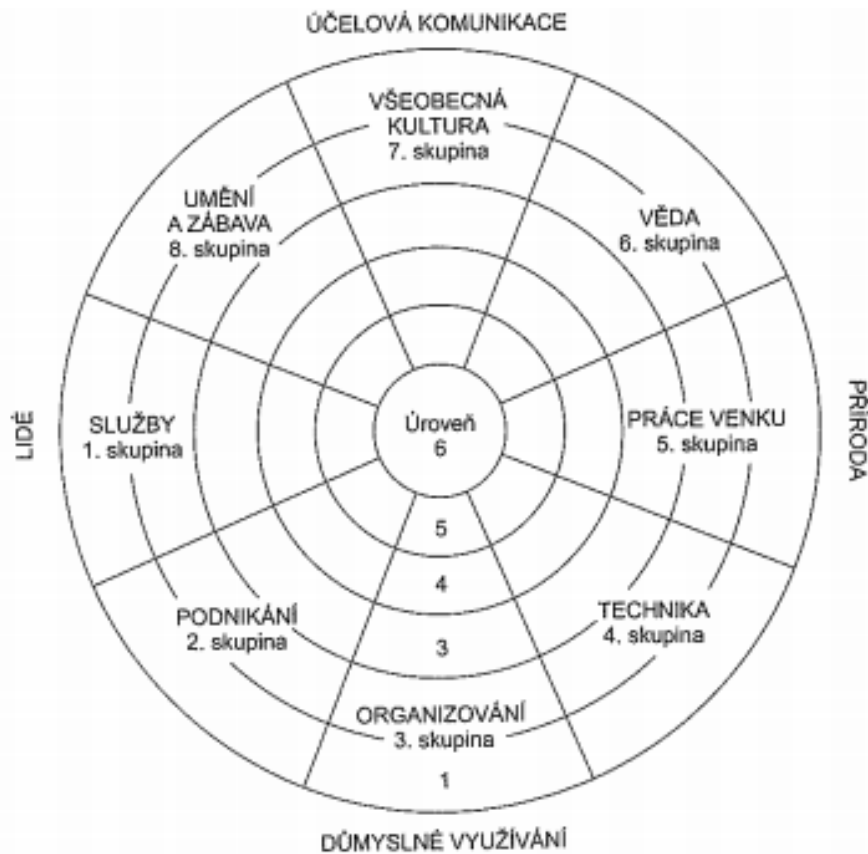 ÚČELOVÁ KOMUNIKACE
VŠEOBECNÁ
KULTURA
7. skupina
UMĚNÍ
A ZÁBAVA
8. skupina
VĚDA
6. skupina
LIDÉ
SLUŽBY
1. skupina
Úroveň
6
PRÁCE VENKU
5. skupina
PŘÍRODA
5
4
PODNIKÁNÍ
2. skupina
TECHNIKA
4. skupina
3
ORGANIZOVÁNÍ
3. skupina
1
DŮMYSLNÉ VYUŽÍVÁNÍ